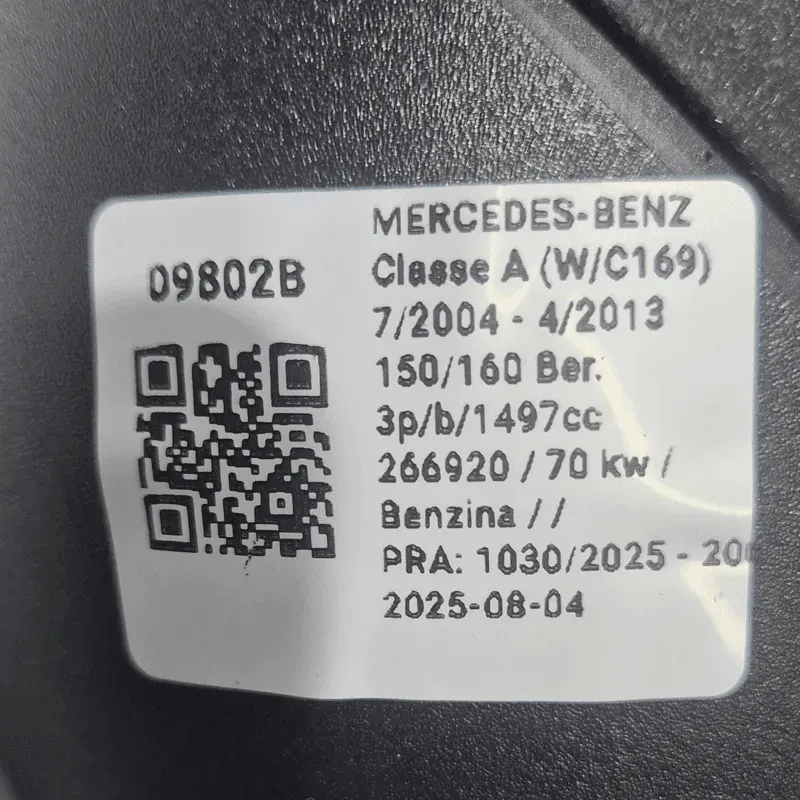 09802B
MERCEDES-BENZ
Classe A (W/C169)
7/2004 - 4/2013
150/160 Ber.
3p/b/1497cc
266920 / 70 kw /
Benzina / /
PRA: 1030/2025 -
2025-08-04